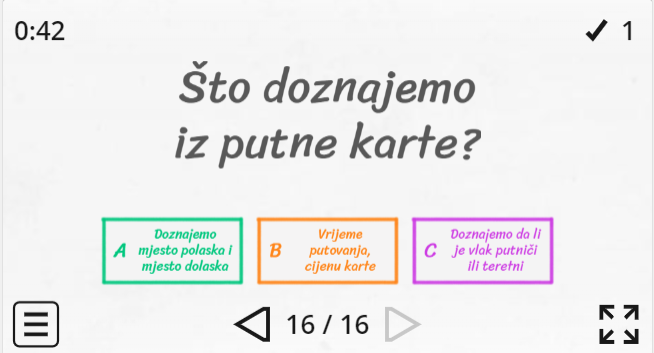 0:42
✓ 1
Što doznajemo
iz putne karte?
A
Doznajemo
mjesto polaska i
mjesto dolaska
B
Vrijeme
putovanja,
cijenu karte
C
Doznajemo da li
je vlak putniči
ili teretni
16 / 16